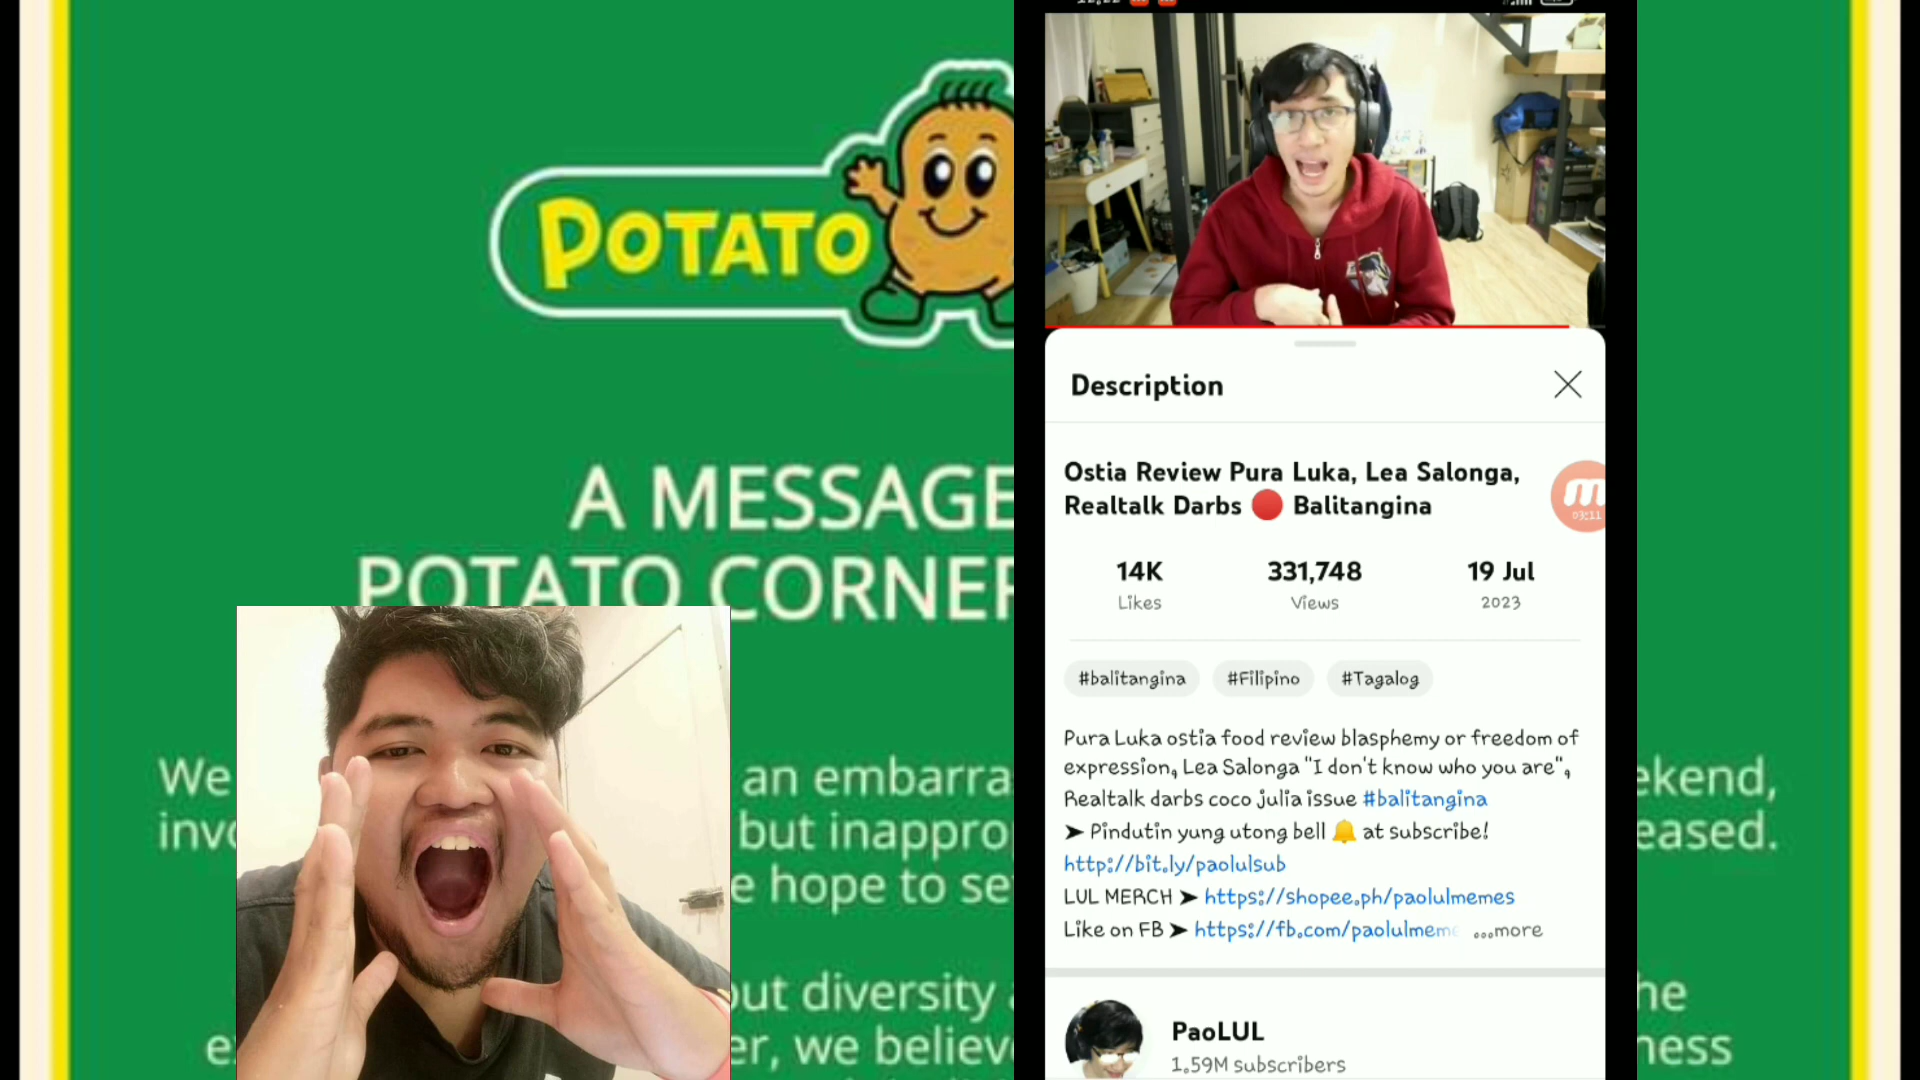 POTATO
A MESSAGE
POTATO CORNER
We
an embarra
ekend,
but inappro
eased.
e hope to se
out diversity
he
er, we believ
ness
Description
Ostia Review Pura Luka, Lea Salonga,
Realtalk Darbs 🔴 Balitangina
03:11
14K
331,748
19 Jul
Likes
Views
2023
#balitangina
#Filipino
#Tagalog
Pura Luka ostia food review blasphemy or freedom of
expression, Lea Salonga "I don't know who you are",
Realtalk darbs coco julia issue #balitangina
➤ Pindutin yung utong bell 🔔 at subscribe!
http://bit.ly/paolulsub
LUL MERCH ➤ https://shopee.ph/paolulmemes
Like on FB ➤ https://fb.com/paolulmeme ...more
PaoLUL
1.59M subscribers